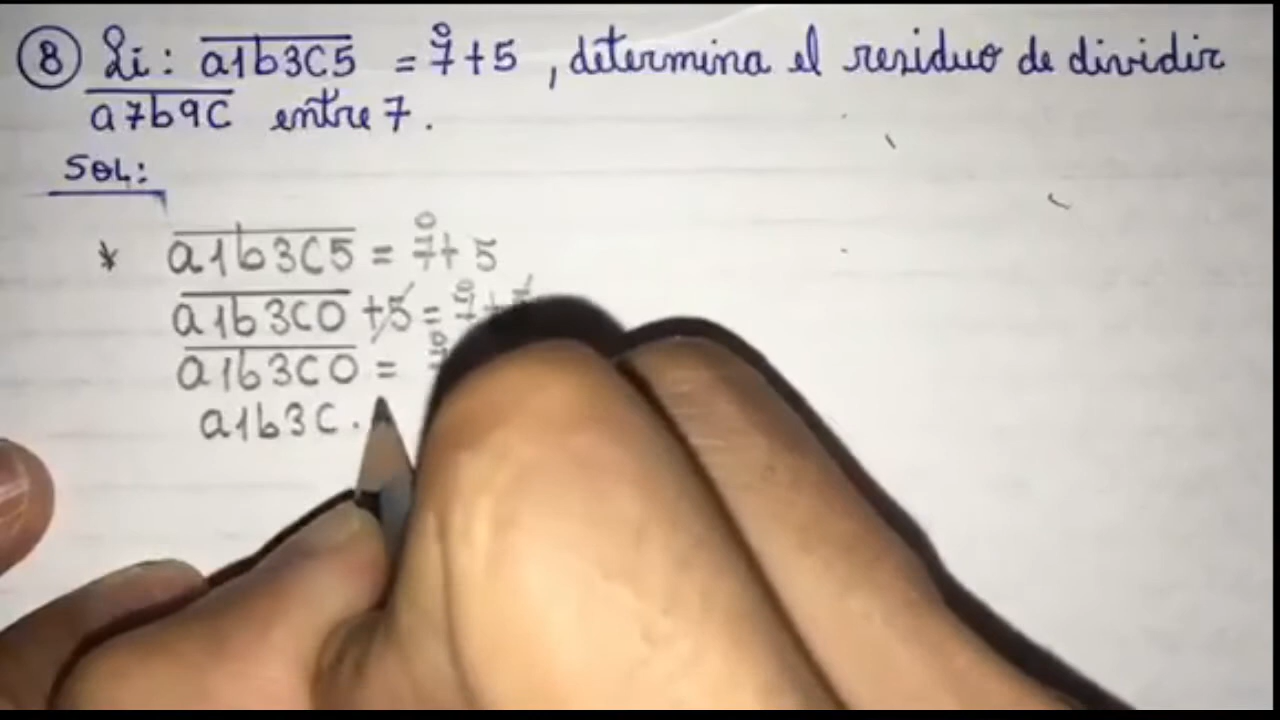 8 Si: a1b3C5 = 7̊+5, determina el residuo de dividir
a7b9C entre 7.
SOL:
* a1b3C5 = 7̊+5
a1b3C0 +5 = 7̊+
a1b3C0 =
a1b3C.